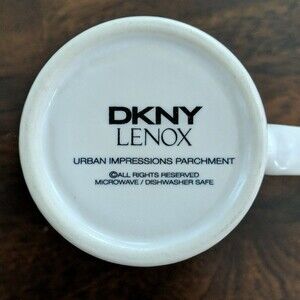 DKNY
LENOX
URBAN IMPRESSIONS PARCHMENT
©ALL RIGHTS RESERVED
MICROWAVE / DISHWASHER SAFE